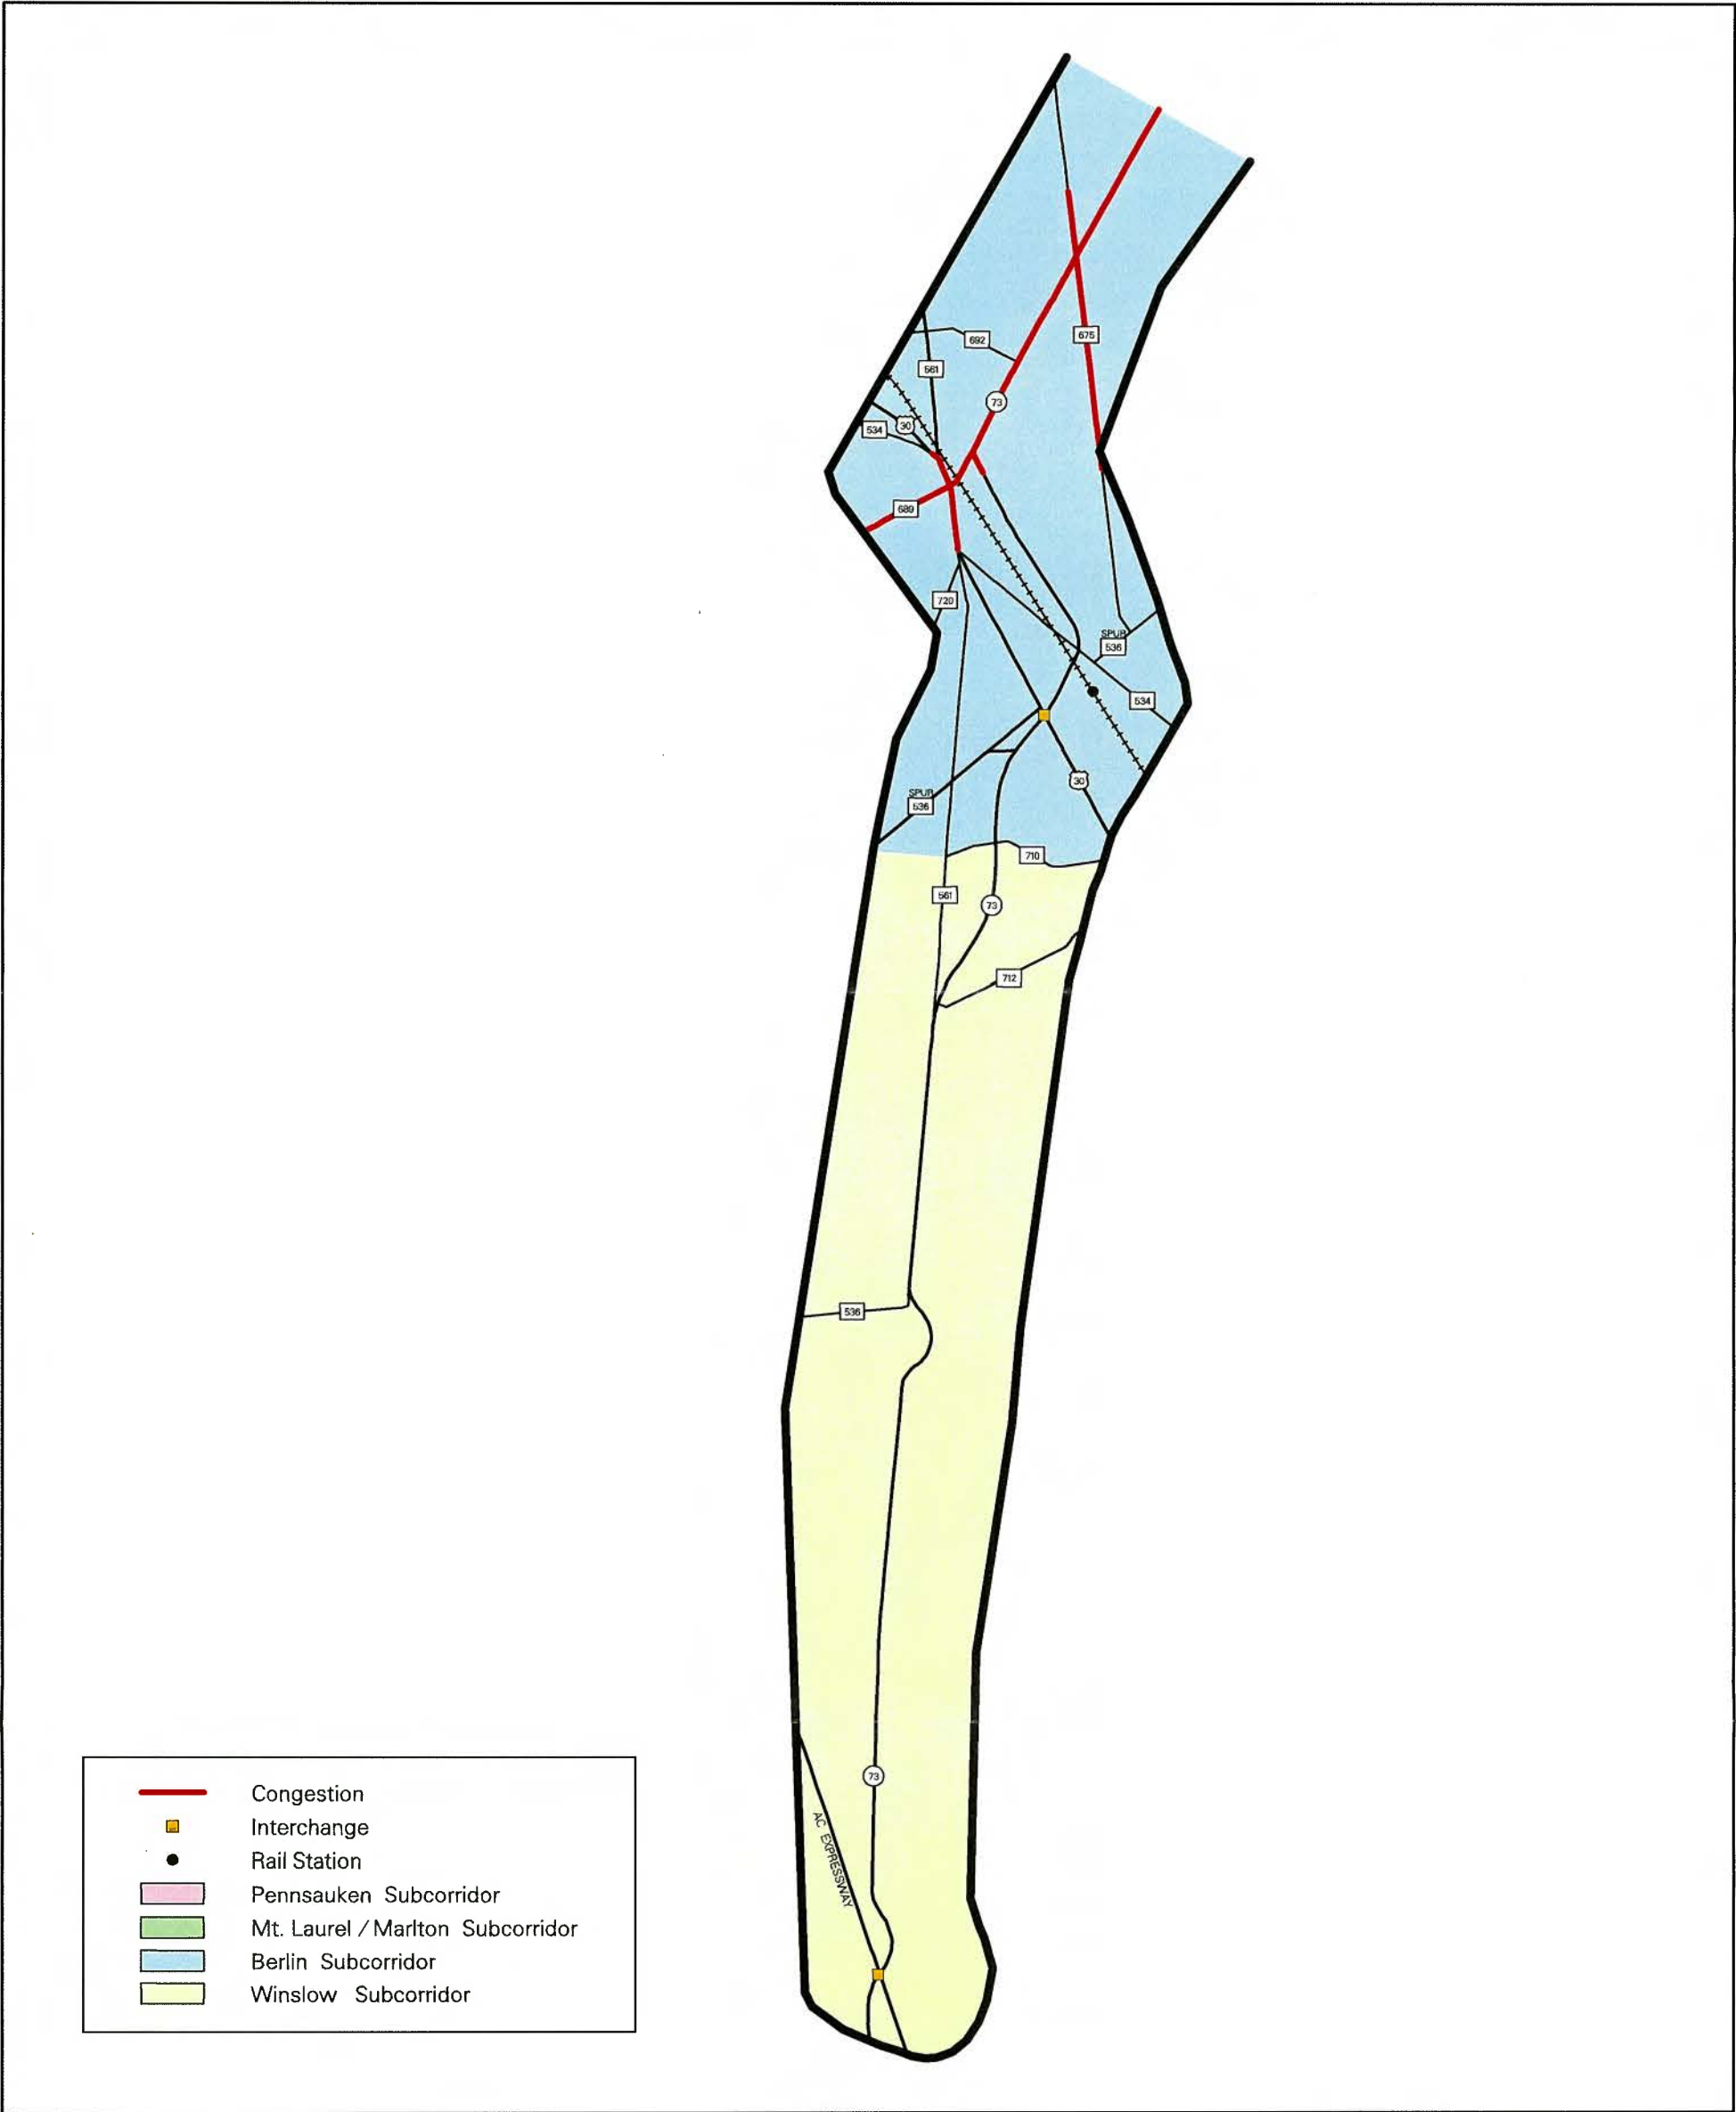 692
675
561
73
30
534
689
720
SPUR
536
534
30
SPUR
536
710
561
73
712
536
73
AC EXPRESSWAY
Congestion
Interchange
Rail Station
Pennsauken Subcorridor
Mt. Laurel / Marlton Subcorridor
Berlin Subcorridor
Winslow Subcorridor